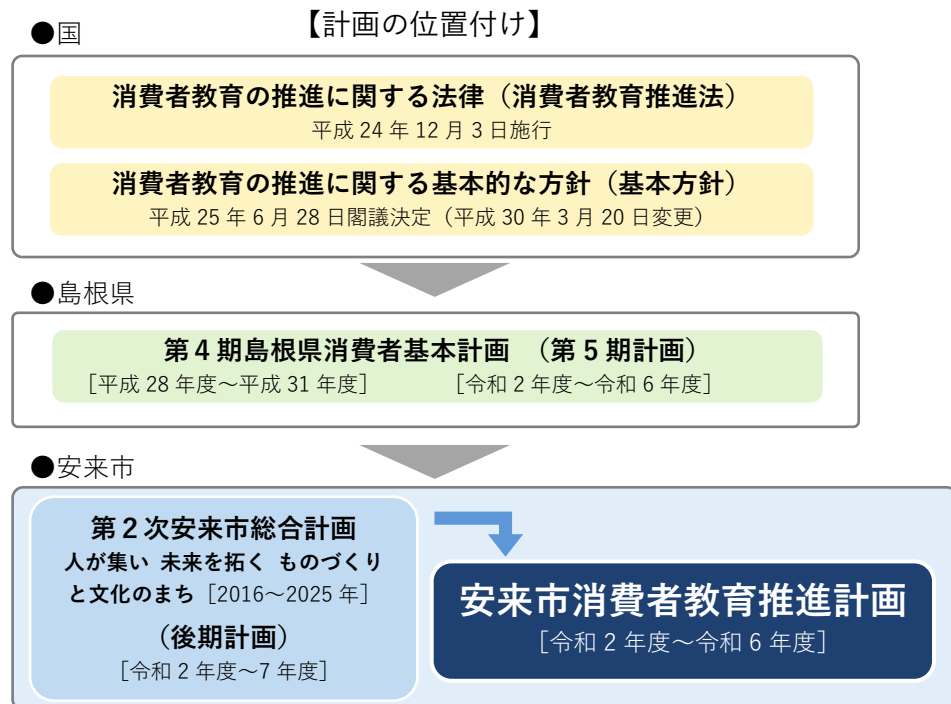 【計画の位置付け】
●国
消費者教育の推進に関する法律（消費者教育推進法）
平成 24 年 12 月 3 日施行
消費者教育の推進に関する基本的な方針（基本方針）
平成 25 年 6 月 28 日閣議決定（平成 30 年 3 月 20 日変更）
●島根県
第４期島根県消費者基本計画　（第 5 期計画）
［平成 28 年度～平成 31 年度］　　　　［令和 2 年度～令和 6 年度］
●安来市
第２次安来市総合計画
人が集い 未来を拓く ものづくり
と文化のまち［2016～2025 年］
（後期計画）
［令和 2 年度～7 年度］
安来市消費者教育推進計画
［令和 2 年度～令和 6 年度］